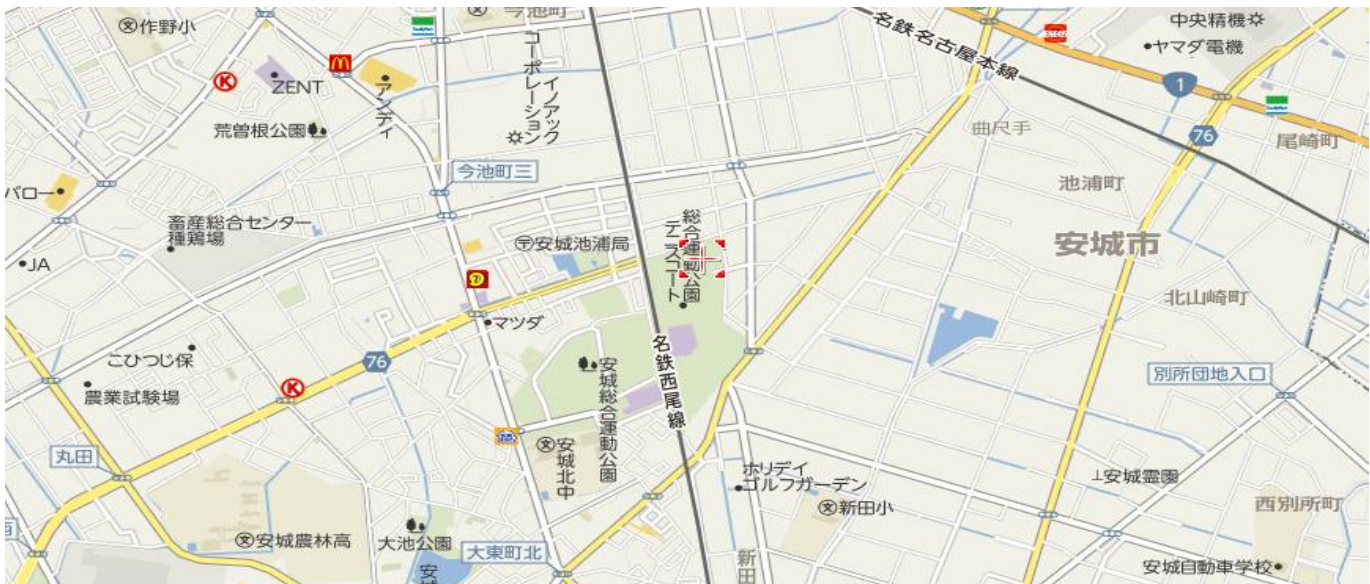 作野小
今池町
FamilyMart
中央精機
ENEOS
ヤマダ電機
名鉄名古屋本線
1
FamilyMart
76
尾崎町
曲尺手
池浦町
安城市
北山崎町
別所団地入口
安城霊園
西別所町
安城自動車学校
K
ZENT
アンディ
荒曽根公園
イノアック
コーポレーション
今池町三
バロー
畜産総合センター
種鶏場
JA
安城池浦局
総合運動公園
テニスコート
マツダ
こひつじ保
農業試験場
76
K
丸田
安城総合運動公園
名鉄西尾線
安城北中
ホリデイ
ゴルフガーデン
新田小
安城農林高
大池公園
大東町北
新田